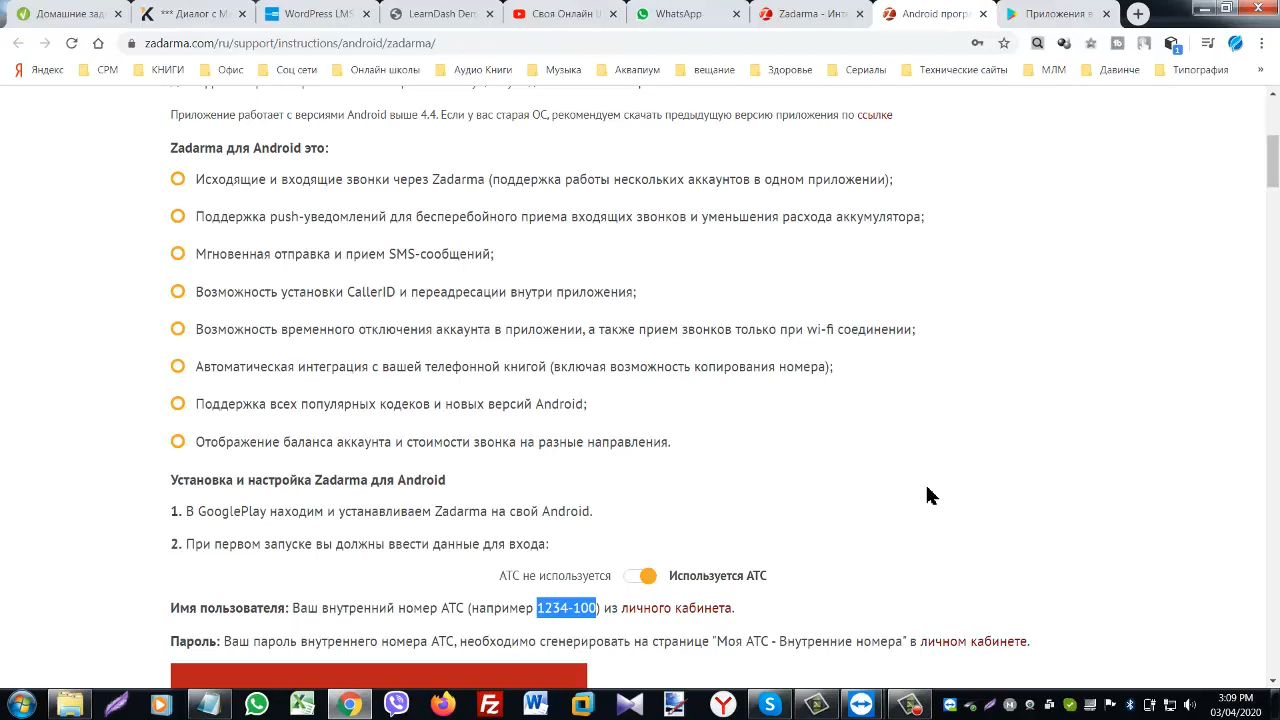 Домашние з
*** Диалог с М
WordPress LMS
LearnDash Den
Свой Онлайн U
WhatsApp
Zadarma - Инс
Android прогр
Приложения в
zadarma.com/ru/support/instructions/android/zadarma/
Яндекс
СРМ
КНИГИ
Офис
Соц сети
Онлайн школы
Аудио Книги
Музыка
Аквапиум
вещание
Здоровье
Сериалы
Технические сайты
МЛМ
Давинче
Типография
»
Приложение работает с версиями Android выше 4.4. Если у вас старая ОС, рекомендуем скачать предыдущую версию приложения по ссылке
Zadarma для Android это:
Исходящие и входящие звонки через Zadarma (поддержка работы нескольких аккаунтов в одном приложении);
Поддержка push-уведомлений для бесперебойного приема входящих звонков и уменьшения расхода аккумулятора;
Мгновенная отправка и прием SMS-сообщений;
Возможность установки CallerID и переадресации внутри приложения;
Возможность временного отключения аккаунта в приложении, а также прием звонков только при wi-fi соединении;
Автоматическая интеграция с вашей телефонной книгой (включая возможность копирования номера);
Поддержка всех популярных кодеков и новых версий Android;
Отображение баланса аккаунта и стоимости звонка на разные направления.
Установка и настройка Zadarma для Android
1. В GooglePlay находим и устанавливаем Zadarma на свой Android.
2. При первом запуске вы должны ввести данные для входа:
АТС не используется
Используется АТС
Имя пользователя: Ваш внутренний номер АТС (например 1234-100) из личного кабинета.
Пароль: Ваш пароль внутреннего номера АТС, необходимо сгенерировать на странице "Моя АТС - Внутренние номера" в личном кабинете.
3:09 PM
03/04/2020